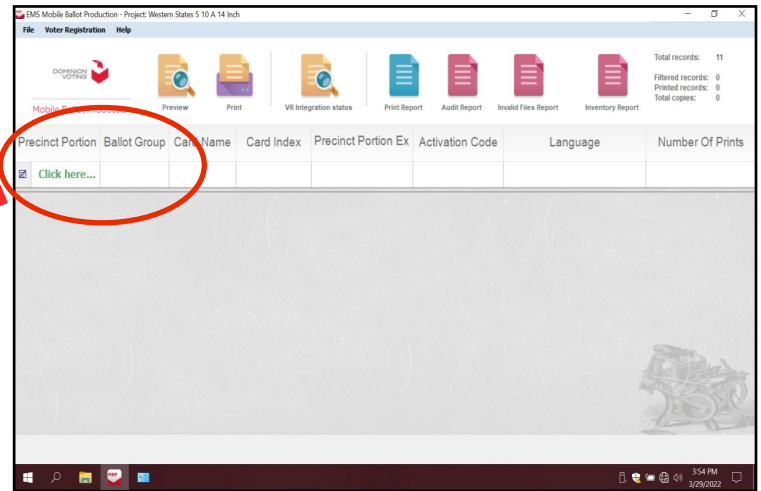 EMS Mobile Ballot Production - Project: Western States 5 10 A 14 Inch
File Voter Registration Help
DOMINION VOTING
Mobile Ballot Production
Preview
Print
VR Integration status
Print Report
Audit Report
Invalid Files Report
Inventory Report
Total records: 11
Filtered records: 0
Printed records: 0
Total copies: 0
Precinct Portion Ballot Group Card Name Card Index Precinct Portion Ex Activation Code Language Number Of Prints
Click here...
MBP
3:54 PM
3/29/2022